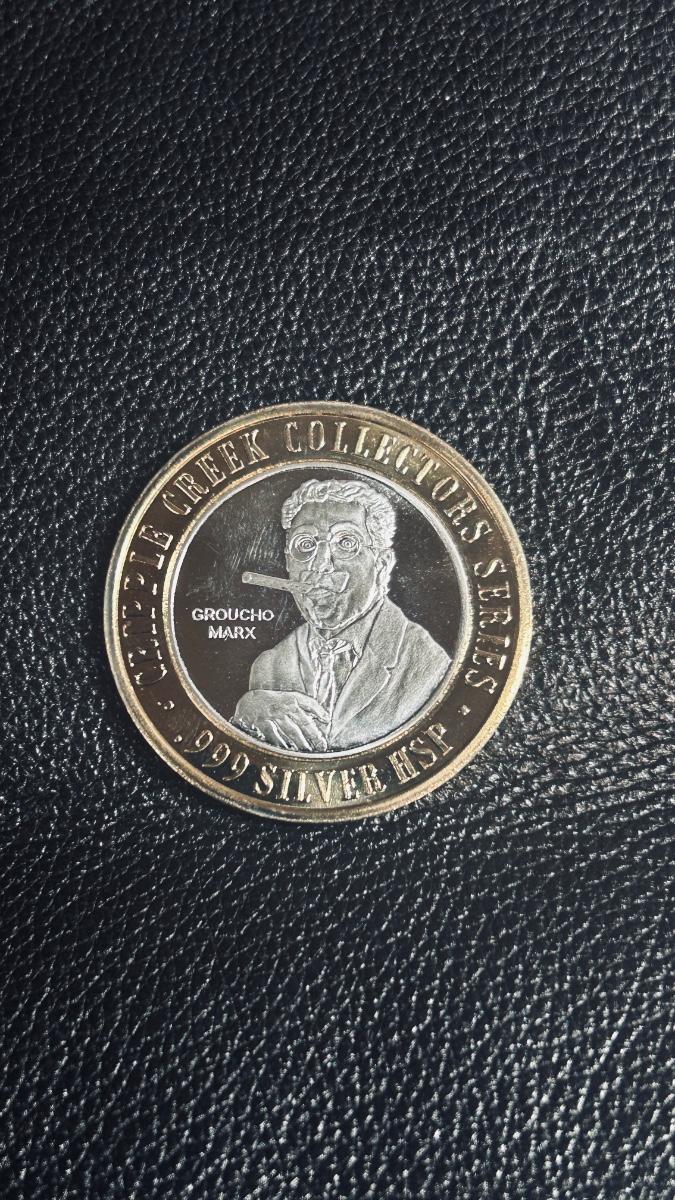 CRIPPLE CREEK COLLECTORS SERIES
GROUCHO
MARX
.999 SILVER HSP